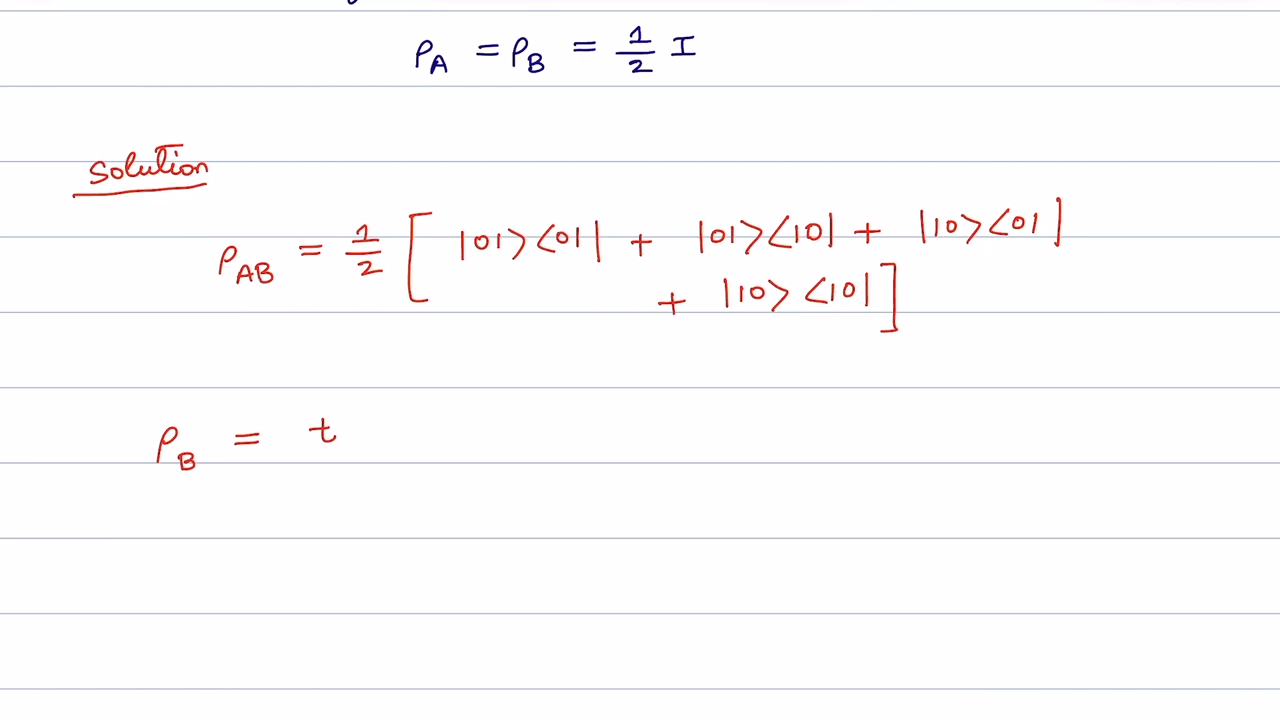 ρ_A = ρ_B = 1/2 I
Solution
ρ_AB = 1/2 [ |01><01| + |01><10| + |10><01|
+ |10><10| ]
ρ_B = t